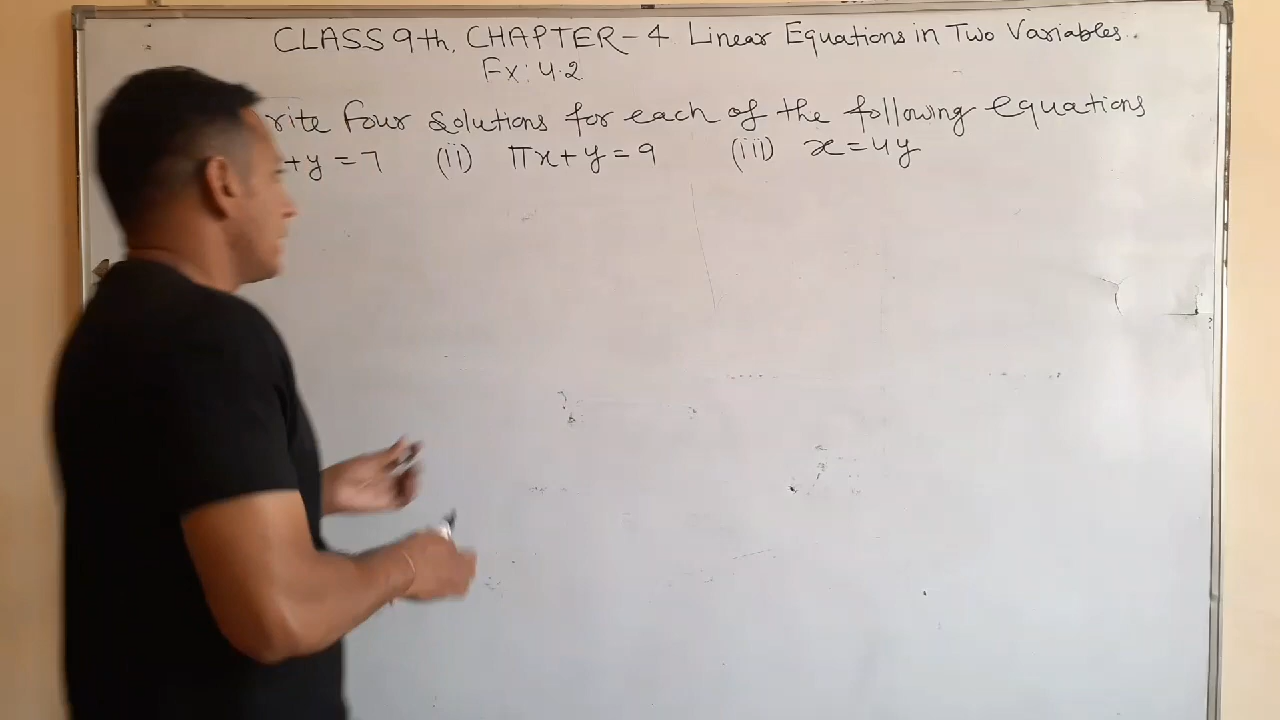 CLASS 9th, CHAPTER-4 Linear Equations in Two Variables.
Ex: 4.2
rite four solutions for each of the following equations
+y=7 (ii) πx+y=9 (iii) x=4y